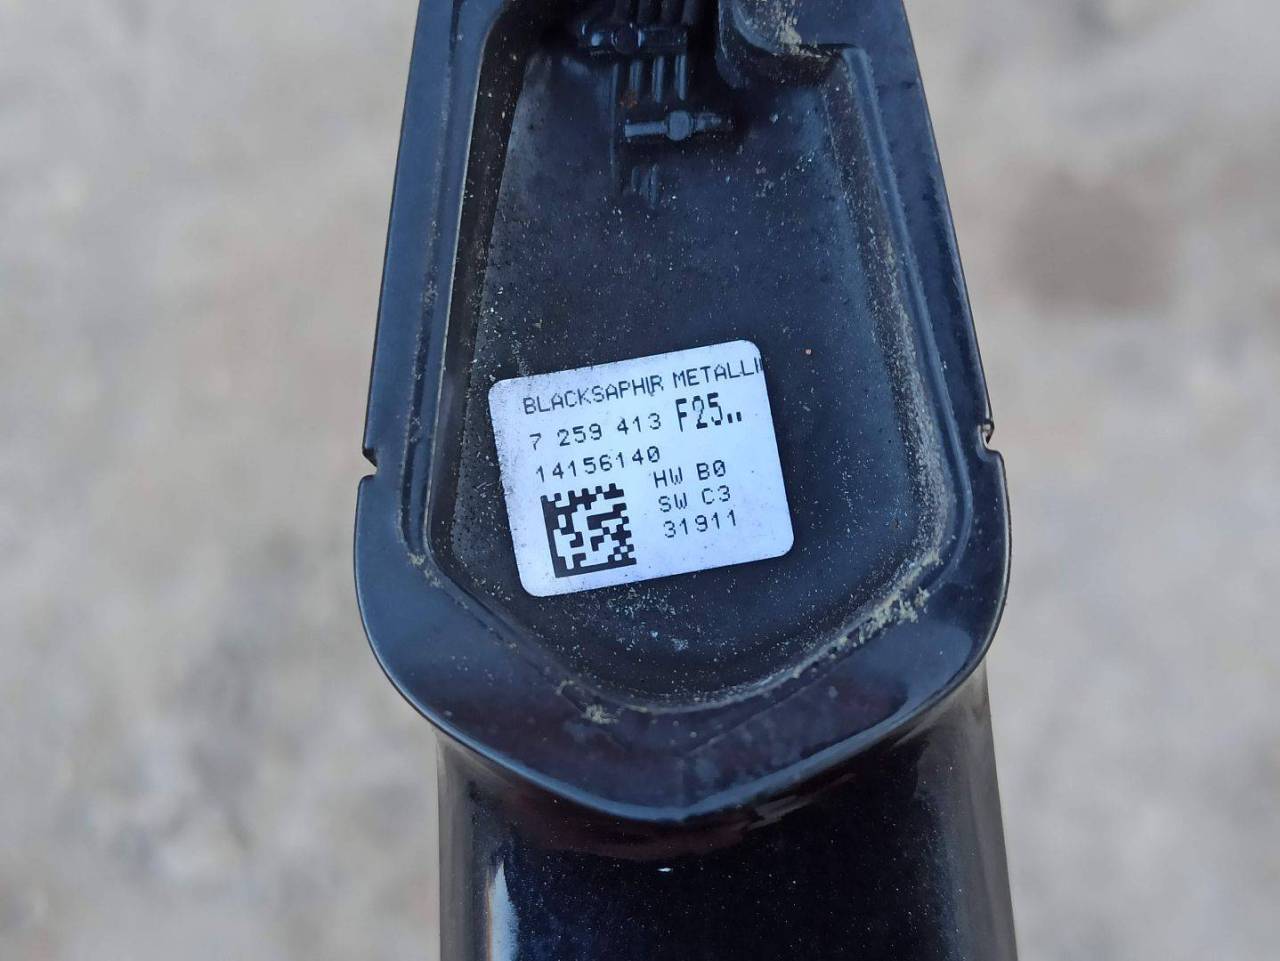 BLACKSAPHIR METALLI
7 259 413 F25..
14156140 HW B0
SW C3
31911